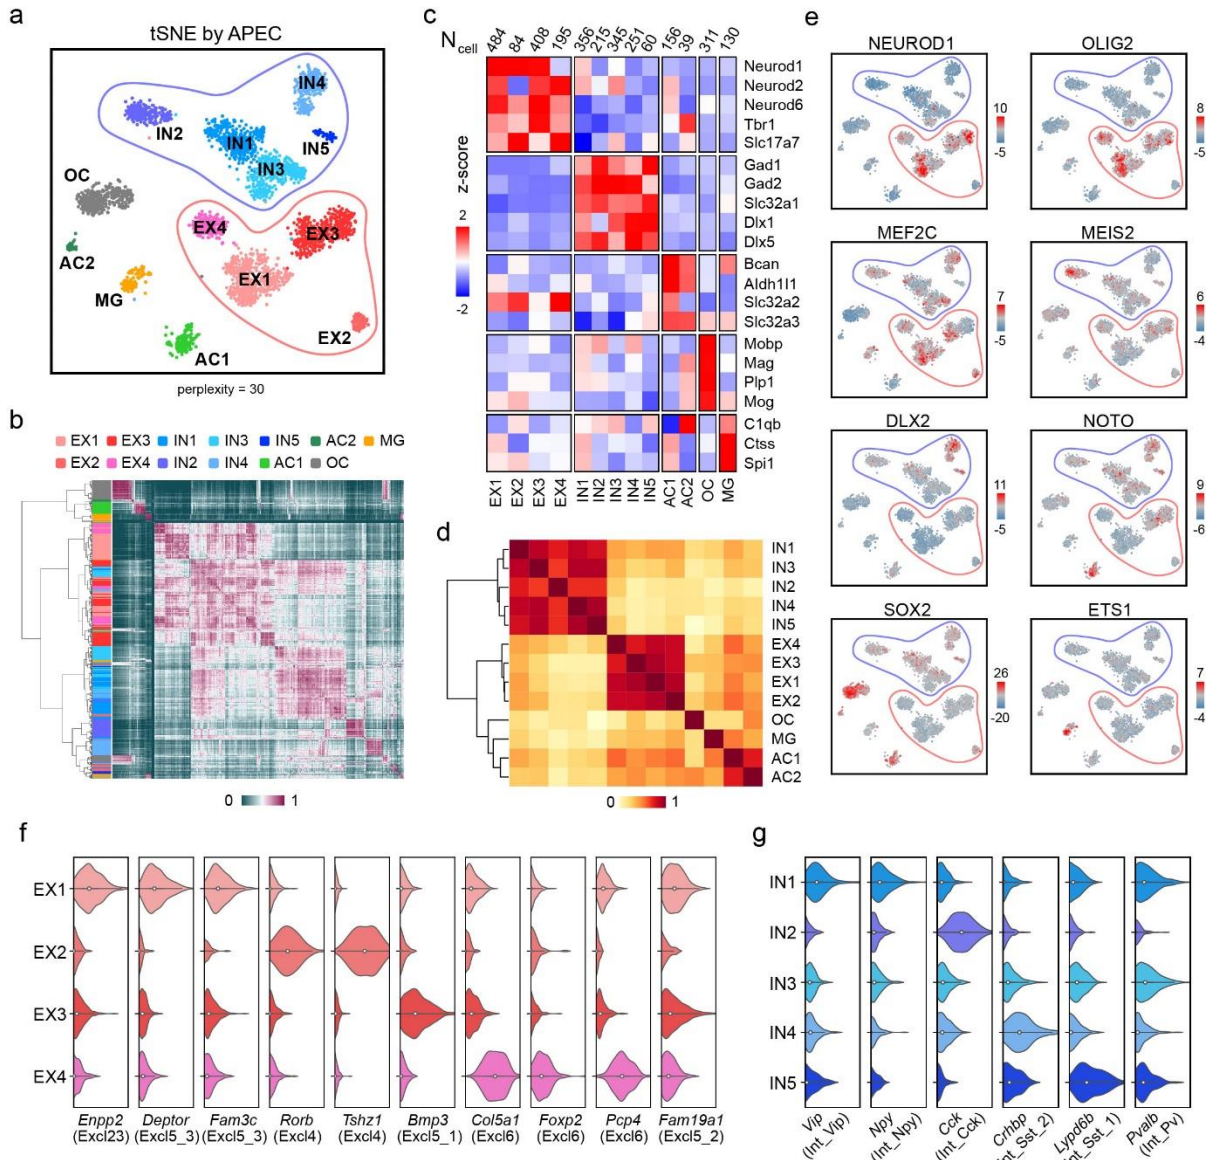 a
tSNE by APEC
IN4
IN2
IN1
IN5
IN3
OC
EX4
EX3
AC2
EX1
MG
EX2
AC1
perplexity = 30
b
EX1 EX3 IN1 IN3 IN5 AC2 MG
EX2 EX4 IN2 IN4 AC1 OC
0 1
c
N cell
484 84 408 195 356 215 345 251 60 156 39 311 130
z-score
2
-2
Neurod1
Neurod2
Neurod6
Tbr1
Slc17a7
Gad1
Gad2
Slc32a1
Dlx1
Dlx5
Bcan
Aldh1l1
Slc32a2
Slc32a3
Mobp
Mag
Plp1
Mog
C1qb
Ctss
Spi1
EX1 EX2 EX3 EX4 IN1 IN2 IN3 IN4 IN5 AC1 AC2 OC MG
d
IN1
IN3
IN2
IN4
IN5
EX4
EX3
EX1
EX2
OC
MG
AC1
AC2
0 1
e
NEUROD1
10
-5
OLIG2
8
-5
MEF2C
7
-5
MEIS2
6
-4
DLX2
11
-5
NOTO
9
-6
SOX2
26
-20
ETS1
7
-4
f
EX1
EX2
EX3
EX4
Enpp2 Deptor Fam3c Rorb Tshz1 Bmp3 Col5a1 Foxp2 Pcp4 Fam19a1
(Excl23) (Excl5_3) (Excl5_3) (Excl4) (Excl4) (Excl5_1) (Excl6) (Excl6) (Excl6) (Excl5_2)
g
IN1
IN2
IN3
IN4
IN5
Vip Npy Cck Crhbp Lypd6b Pvalb
(Int_Vip) (Int_Npy) (Int_Cck) Int_Sst_2) (Int_Sst_1) (Int_Pv)